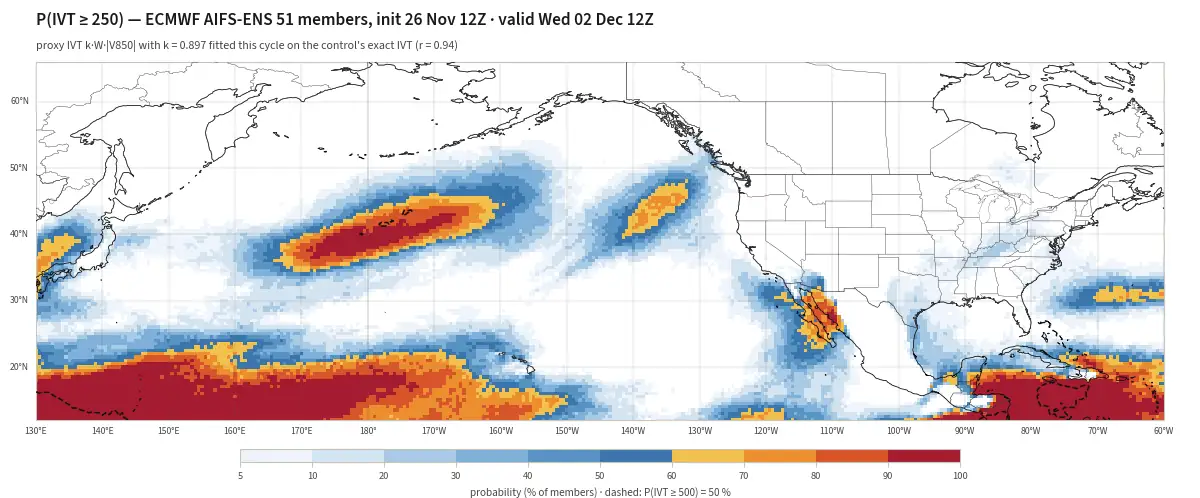 P(IVT ≥ 250) — ECMWF AIFS-ENS 51 members, init 26 Nov 12Z · valid Wed 02 Dec 12Z
proxy IVT k·W·|V850| with k = 0.897 fitted this cycle on the control's exact IVT (r = 0.94)
60°N
50°N
40°N
30°N
20°N
130°E 140°E 150°E 160°E 180° 170°W 160°W 150°W 140°W 130°W 120°W 110°W 100°W 90°W 80°W 70°W 60°W
5 10 20 30 40 50 60 70 80 90 100
probability (% of members) · dashed: P(IVT ≥ 500) = 50 %